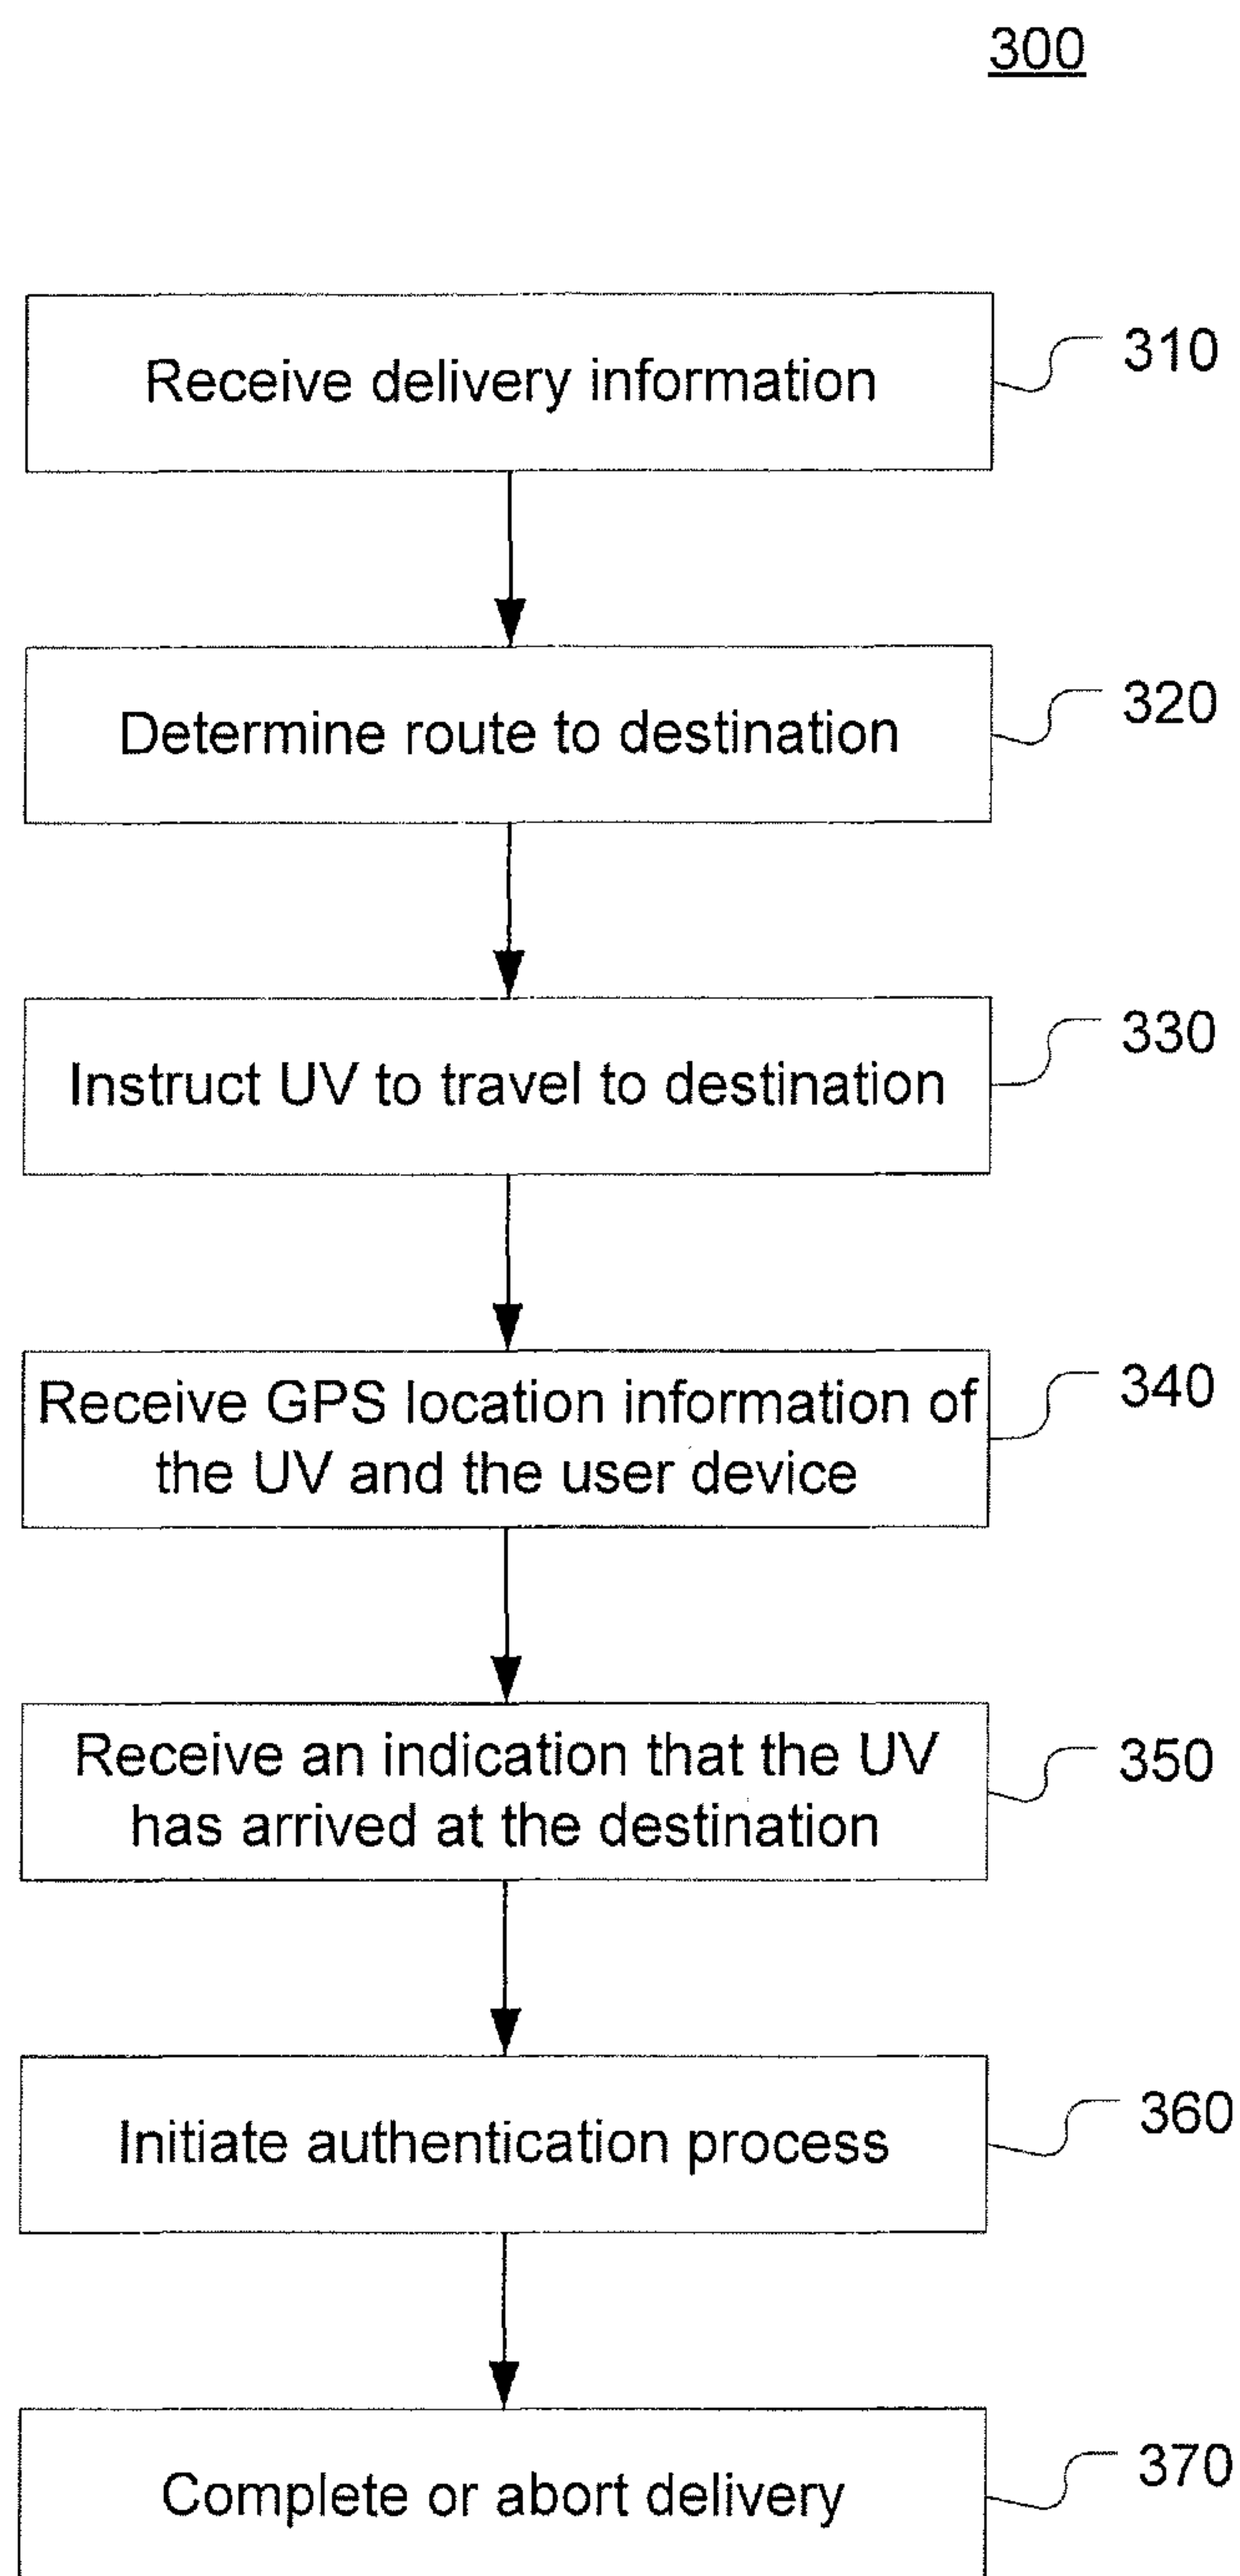 300
Receive delivery information
310
Determine route to destination
320
Instruct UV to travel to destination
330
Receive GPS location information of
the UV and the user device
340
Receive an indication that the UV
has arrived at the destination
350
Initiate authentication process
360
Complete or abort delivery
370